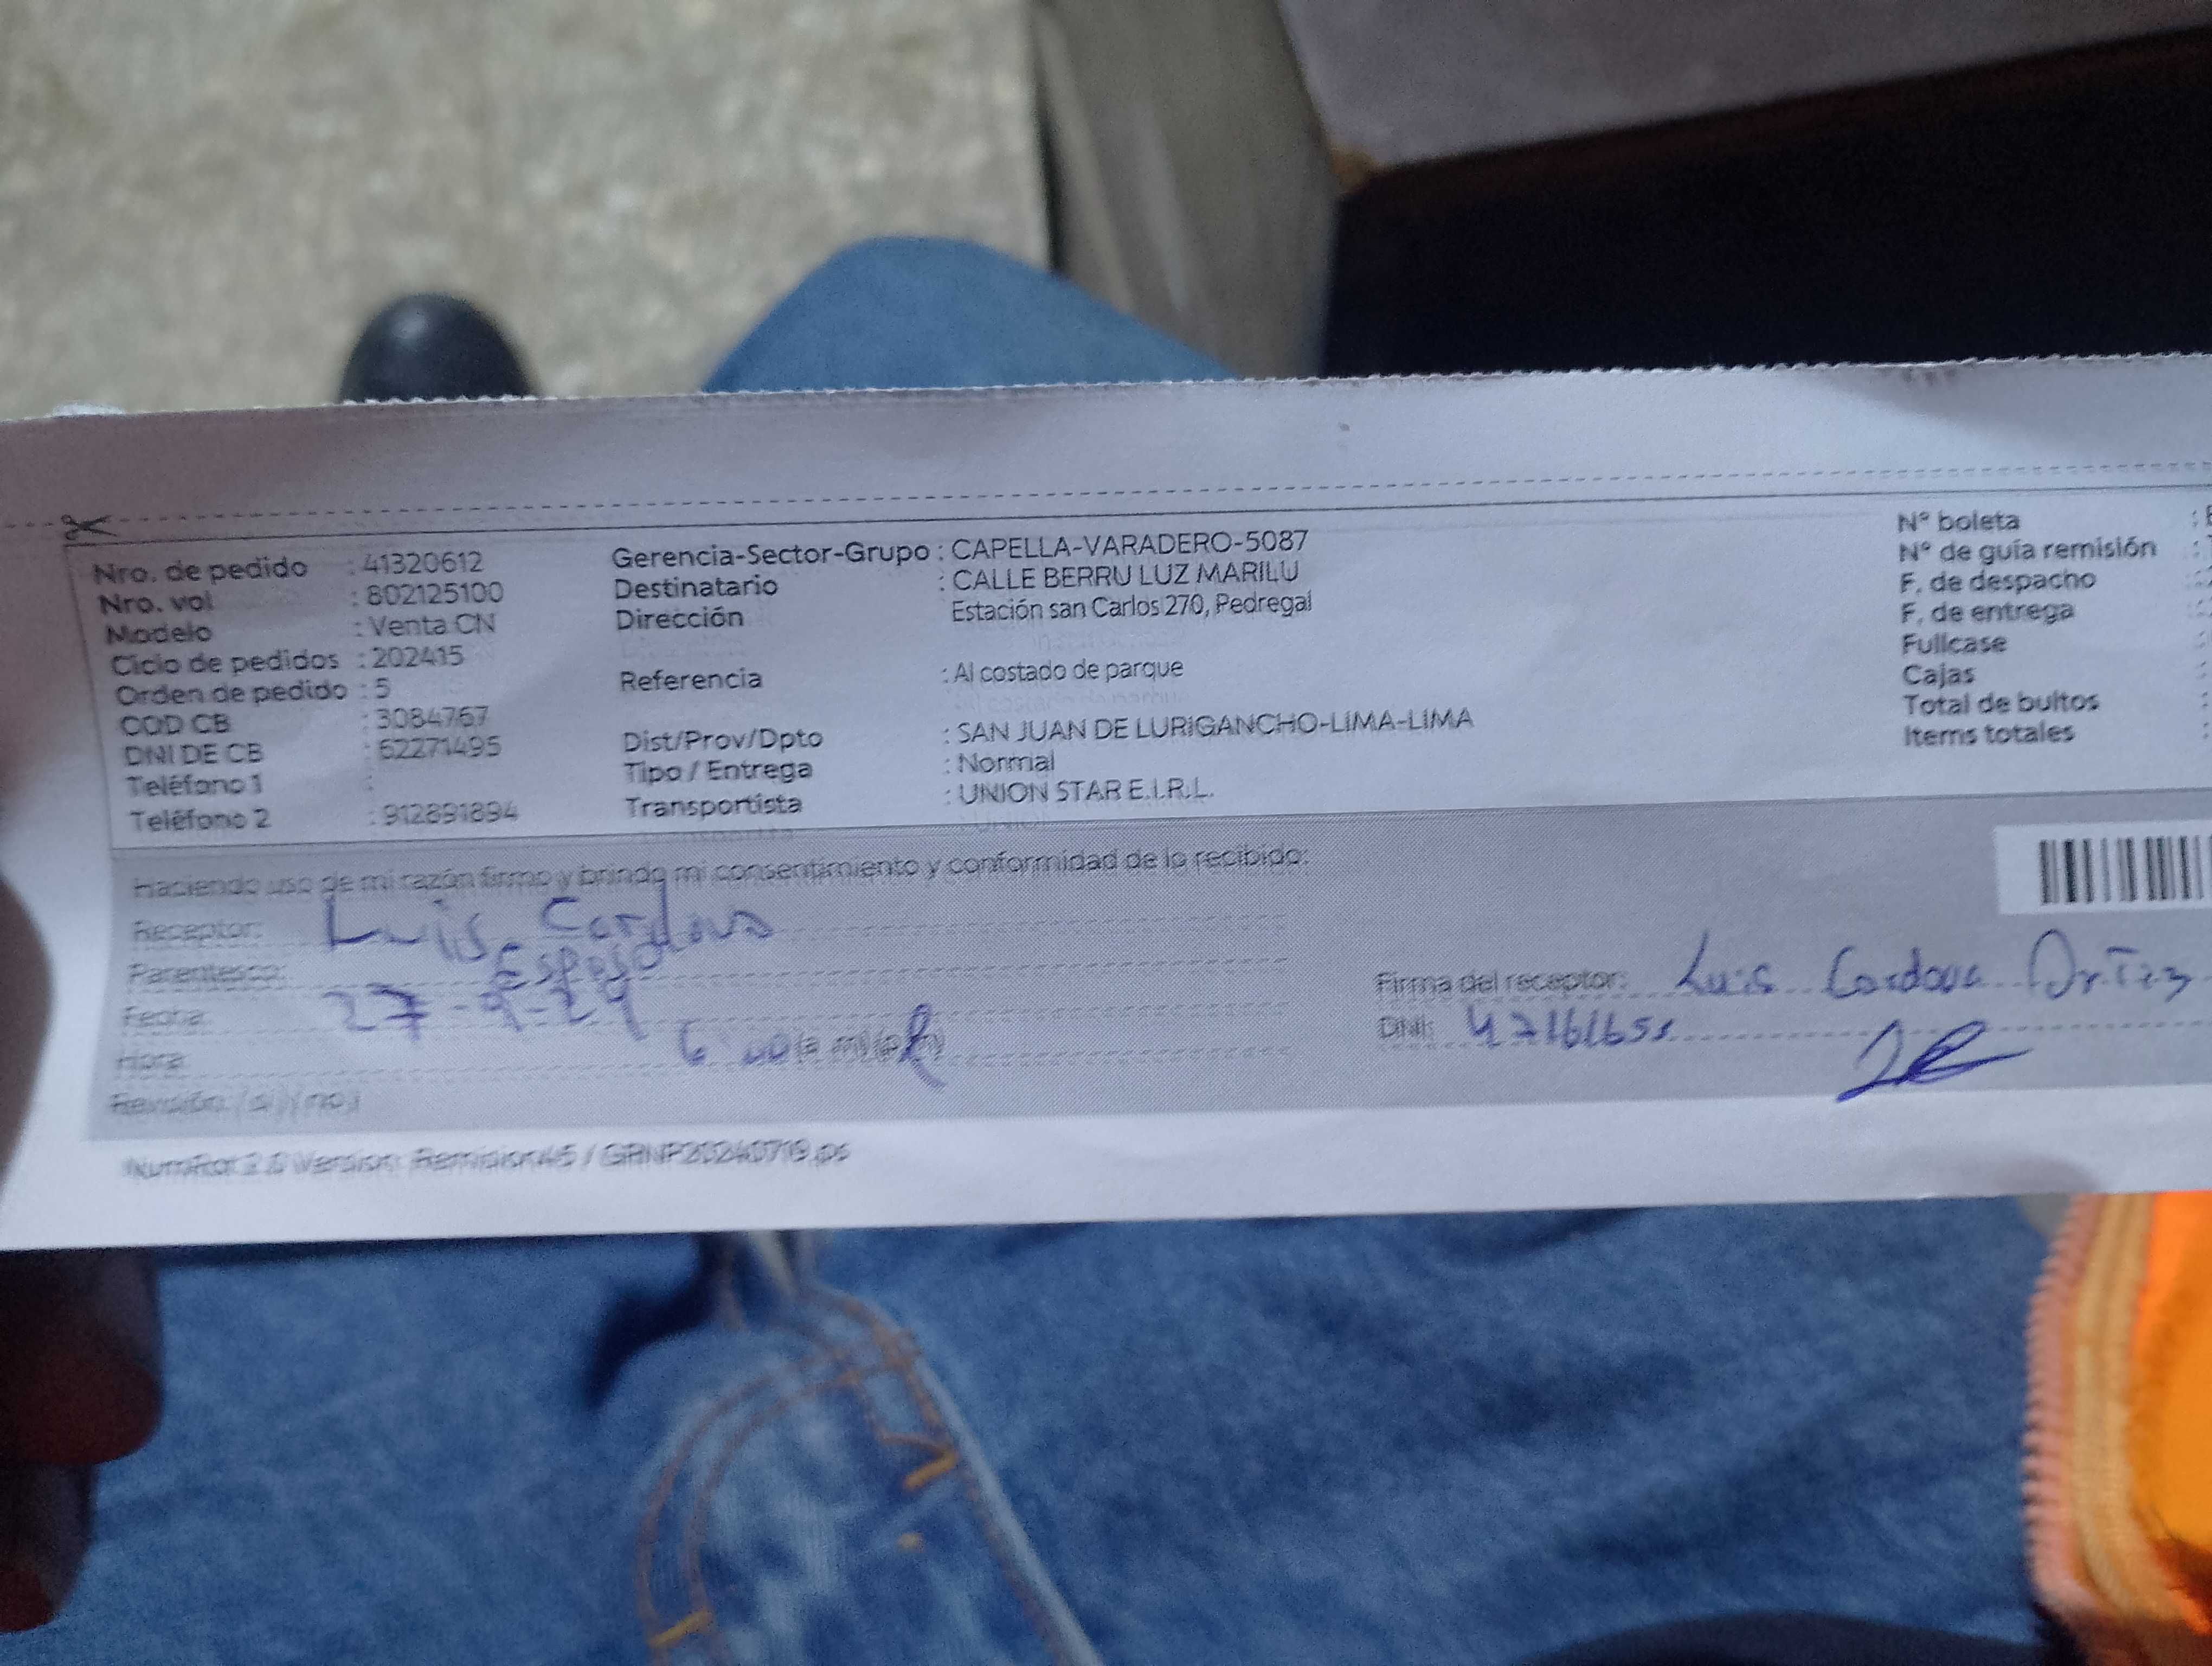 Nro. de pedido : 41320612
Nro. vol : 802125100
Modelo : Venta CN
Ciclo de pedidos : 202415
Orden de pedido : 5
COD CB : 3084767
DNI DE CB : 62271495
Teléfono 1 :
Teléfono 2 : 912891894
Gerencia-Sector-Grupo : CAPELLA-VARADERO-5087
Destinatario : CALLE BERRU LUZ MARILU
Dirección Estación san Carlos 270, Pedregal
Referencia : Al costado de parque
Dist/Prov/Dpto : SAN JUAN DE LURIGANCHO-LIMA-LIMA
Tipo / Entrega : Normal
Transportista : UNION STAR E.I.R.L.
N° boleta :
N° de guía remisión :
F. de despacho :
F. de entrega :
Fullcase :
Cajas :
Total de bultos :
Items totales :
Haciendo uso de mi razón firmo y brindo mi consentimiento y conformidad de lo recibido:
Receptor: Luis Cordova
Parentesco: Esposo
Fecha: 27-9-24
Hora: 6 00 (a.m)(p.m)
Revisión: (si) (no)
Firma del receptor: Luis Cordova Ortiz
DNI: